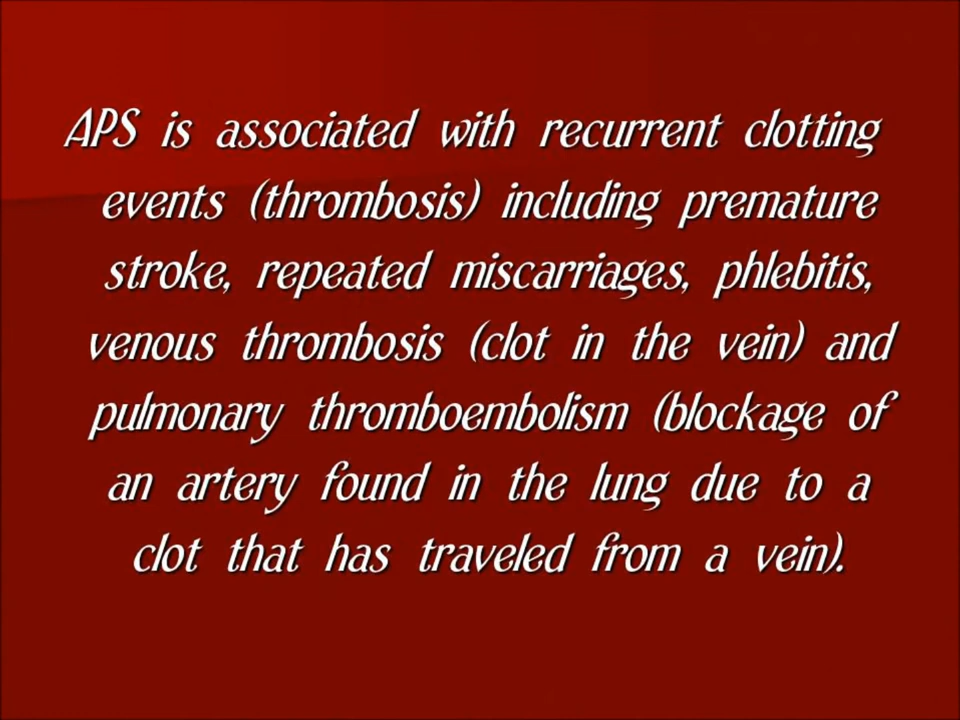 APS is associated with recurrent clotting
events (thrombosis) including premature
stroke, repeated miscarriages, phlebitis,
venous thrombosis (clot in the vein) and
pulmonary thromboembolism (blockage of
an artery found in the lung due to a
clot that has traveled from a vein).